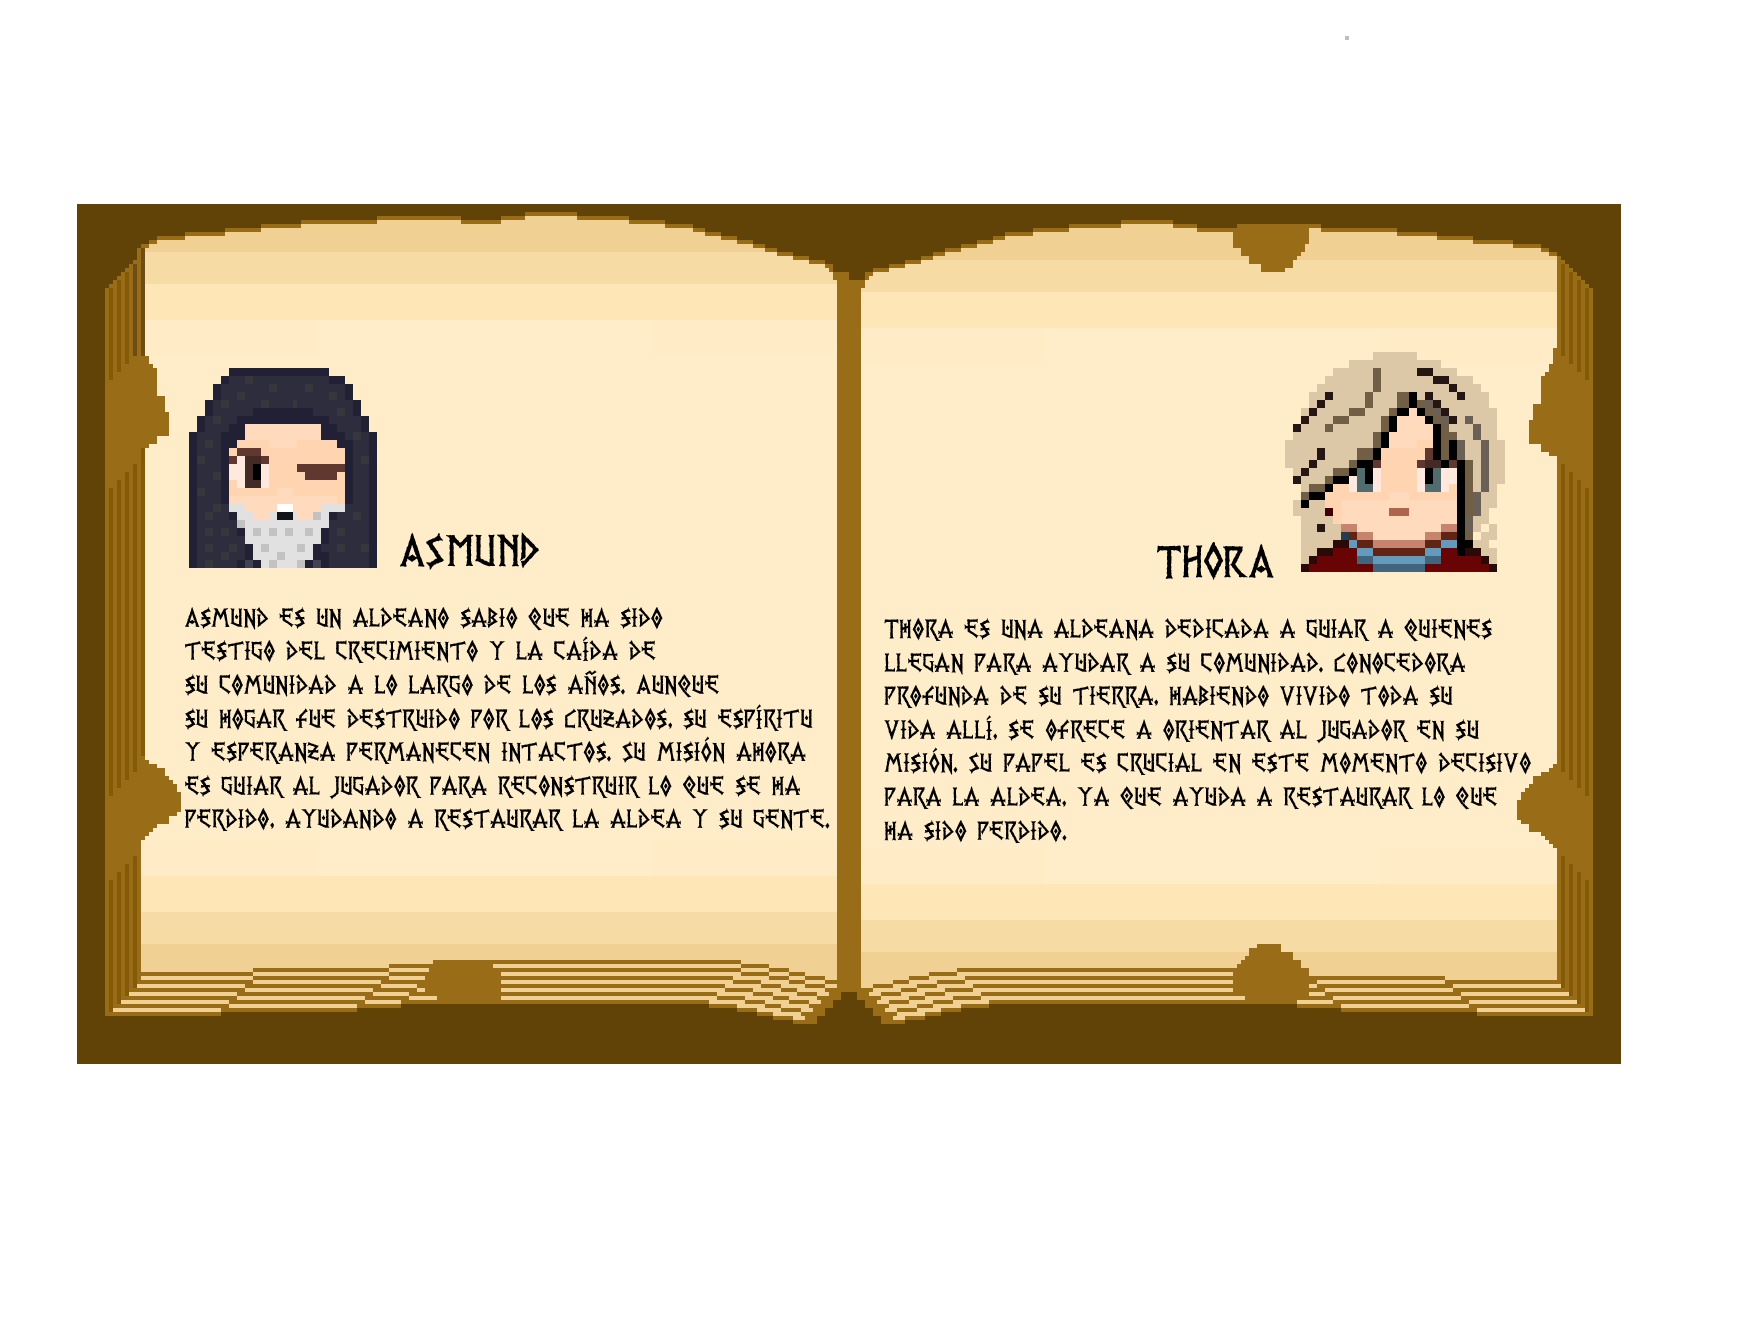 ASMUND
ASMUND ES UN ALDEANO SABIO QUE HA SIDO
TESTIGO DEL CRECIMIENTO Y LA CAÍDA DE
SU COMUNIDAD A LO LARGO DE LOS AÑOS. AUNQUE
SU HOGAR FUE DESTRUIDO POR LOS CRUZADOS, SU ESPÍRITU
Y ESPERANZA PERMANECEN INTACTOS. SU MISIÓN AHORA
ES GUIAR AL JUGADOR PARA RECONSTRUIR LO QUE SE HA
PERDIDO, AYUDANDO A RESTAURAR LA ALDEA Y SU GENTE.
THORA
THORA ES UNA ALDEANA DEDICADA A GUIAR A QUIENES
LLEGAN PARA AYUDAR A SU COMUNIDAD. CONOCEDORA
PROFUNDA DE SU TIERRA, HABIENDO VIVIDO TODA SU
VIDA ALLÍ, SE OFRECE A ORIENTAR AL JUGADOR EN SU
MISIÓN. SU PAPEL ES CRUCIAL EN ESTE MOMENTO DECISIVO
PARA LA ALDEA, YA QUE AYUDA A RESTAURAR LO QUE
HA SIDO PERDIDO.